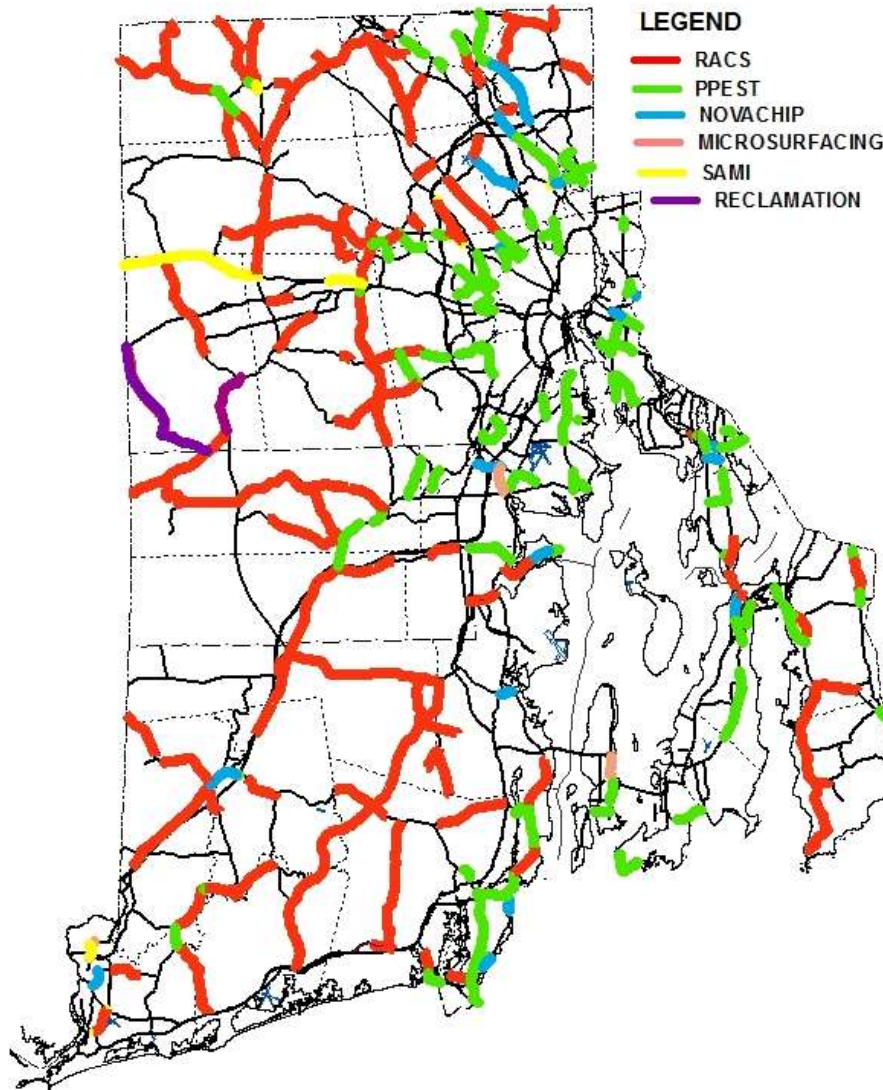 LEGEND
RACS
PPEST
NOVACHIP
MICROSURFACING
SAMI
RECLAMATION